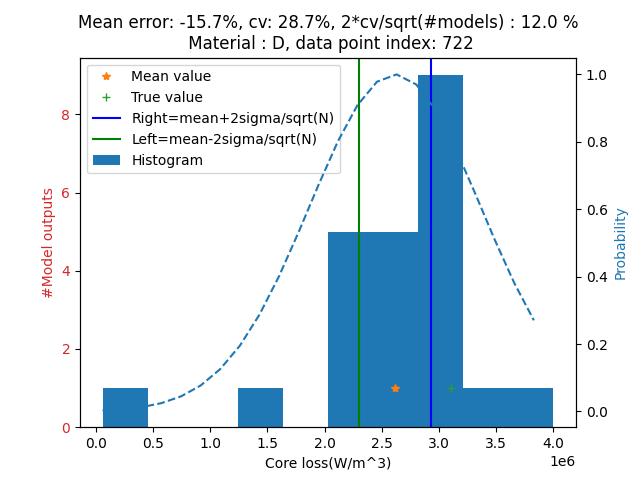 Mean error: -15.7%, cv: 28.7%, 2*cv/sqrt(#models) : 12.0 %
Material : D, data point index: 722
Mean value
True value
Right=mean+2sigma/sqrt(N)
Left=mean-2sigma/sqrt(N)
Histogram
#Model outputs
0
2
4
6
8
Probability
0.0
0.2
0.4
0.6
0.8
1.0
0.0 0.5 1.0 1.5 2.0 2.5 3.0 3.5 4.0
1e6
Core loss(W/m^3)